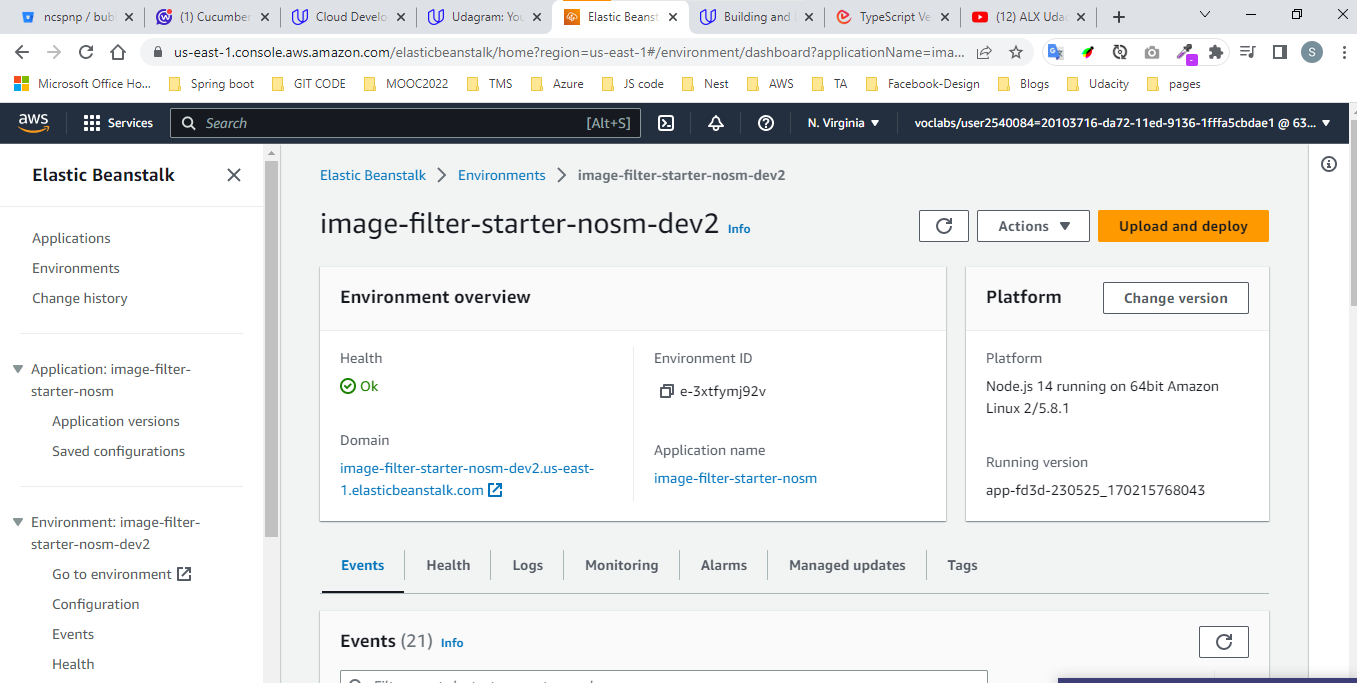 ncspnp / bub
(1) Cucumber
Cloud Develo
Udagram: You
Elastic Beanst
Building and
TypeScript Ve
(12) ALX Uda
us-east-1.console.aws.amazon.com/elasticbeanstalk/home?region=us-east-1#/environment/dashboard?applicationName=ima...
S
Microsoft Office Ho...
Spring boot
GIT CODE
MOOC2022
TMS
Azure
JS code
Nest
AWS
TA
Facebook-Design
Blogs
Udacity
pages
aws
Services
Search
[Alt+S]
N. Virginia
voclabs/user2540084=20103716-da72-11ed-9136-1fffa5cbdae1 @ 63...
Elastic Beanstalk
Applications
Environments
Change history
Application: image-filter-
starter-nosm
Application versions
Saved configurations
Environment: image-filter-
starter-nosm-dev2
Go to environment
Configuration
Events
Health
Elastic Beanstalk
Environments
image-filter-starter-nosm-dev2
image-filter-starter-nosm-dev2 Info
Actions
Upload and deploy
Environment overview
Health
Ok
Domain
image-filter-starter-nosm-dev2.us-east-
1.elasticbeanstalk.com
Environment ID
e-3xtfymj92v
Application name
image-filter-starter-nosm
Platform
Change version
Platform
Node.js 14 running on 64bit Amazon
Linux 2/5.8.1
Running version
app-fd3d-230525_170215768043
Events
Health
Logs
Monitoring
Alarms
Managed updates
Tags
Events (21) Info